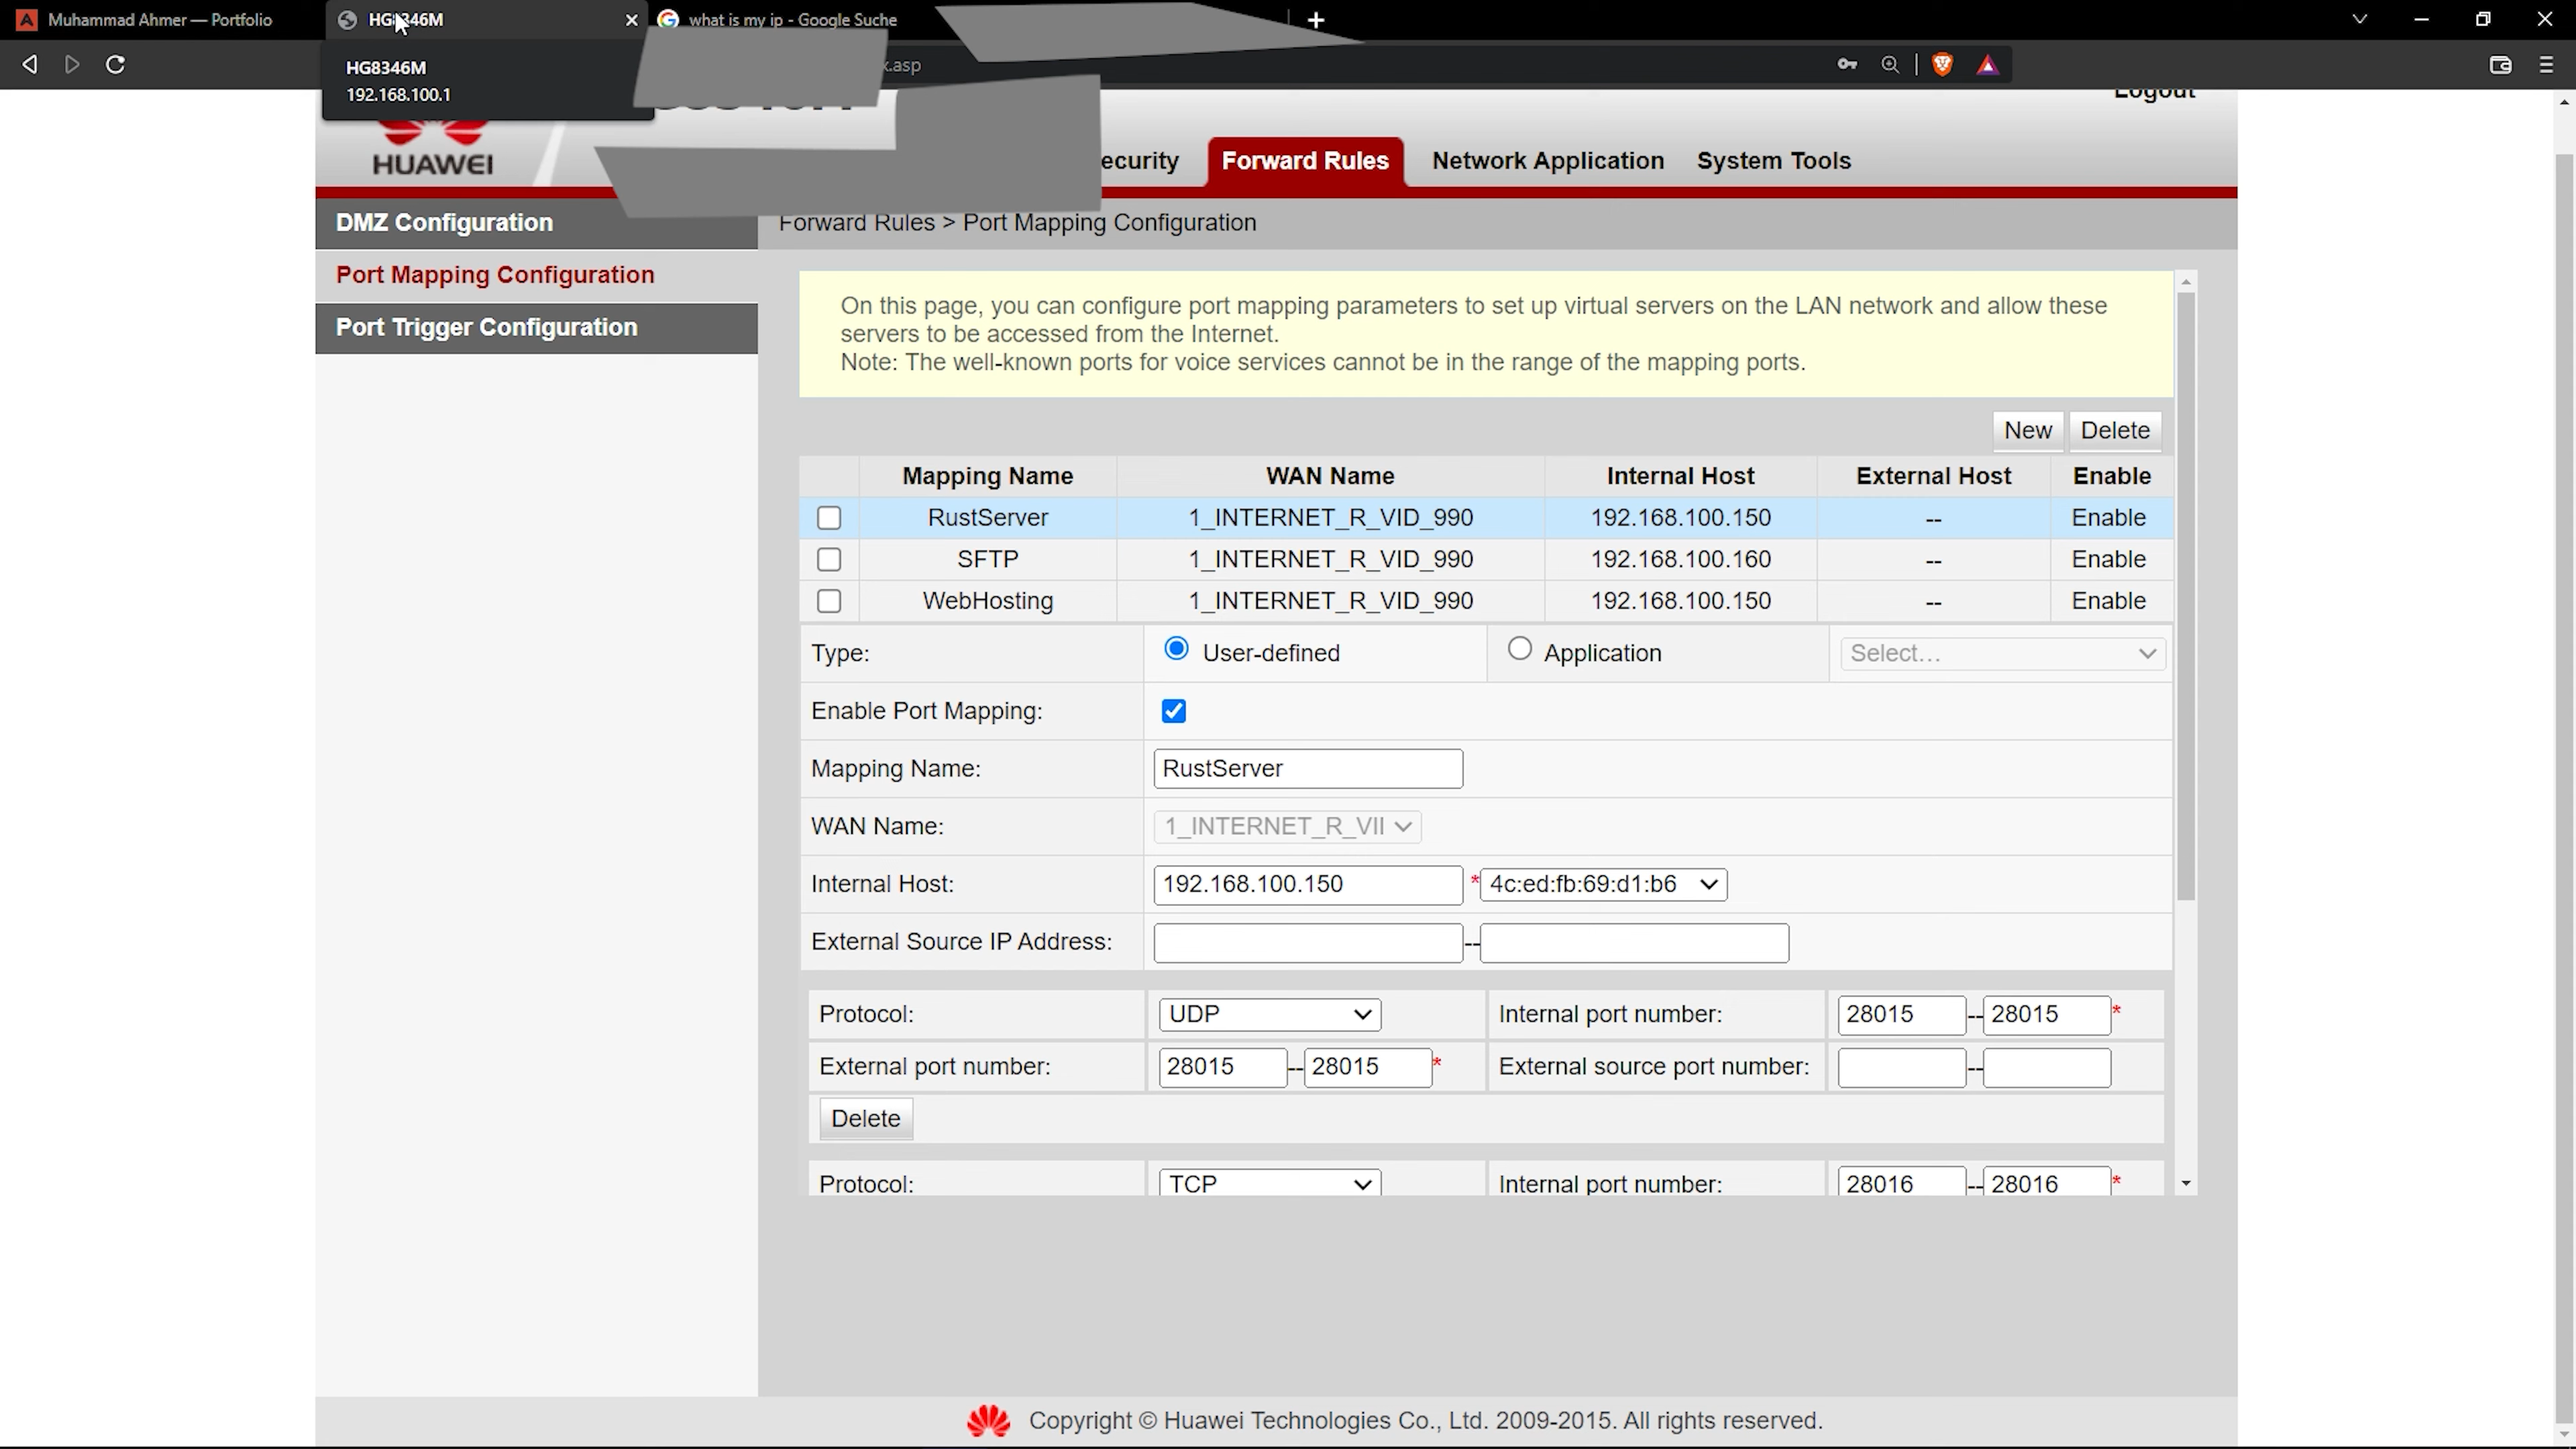 Muhammad Ahmer — Portfolio
what is my ip - Google Suche
HG8346M
192.168.100.1
x.asp
Logout
HUAWEI
ecurity
Forward Rules
Network Application
System Tools
DMZ Configuration
Port Mapping Configuration
Port Trigger Configuration
Forward Rules > Port Mapping Configuration
On this page, you can configure port mapping parameters to set up virtual servers on the LAN network and allow these
servers to be accessed from the Internet.
Note: The well-known ports for voice services cannot be in the range of the mapping ports.
New Delete
Mapping Name WAN Name Internal Host External Host Enable
RustServer 1_INTERNET_R_VID_990 192.168.100.150 -- Enable
SFTP 1_INTERNET_R_VID_990 192.168.100.160 -- Enable
WebHosting 1_INTERNET_R_VID_990 192.168.100.150 -- Enable
Type: User-defined Application Select...
Enable Port Mapping:
Mapping Name: RustServer
WAN Name: 1_INTERNET_R_VII
Internal Host: 192.168.100.150 * 4c:ed:fb:69:d1:b6
External Source IP Address: --
Protocol: UDP Internal port number: 28015 -- 28015 *
External port number: 28015 -- 28015 * External source port number: --
Delete
Protocol: TCP Internal port number: 28016 -- 28016 *
Copyright © Huawei Technologies Co., Ltd. 2009-2015. All rights reserved.